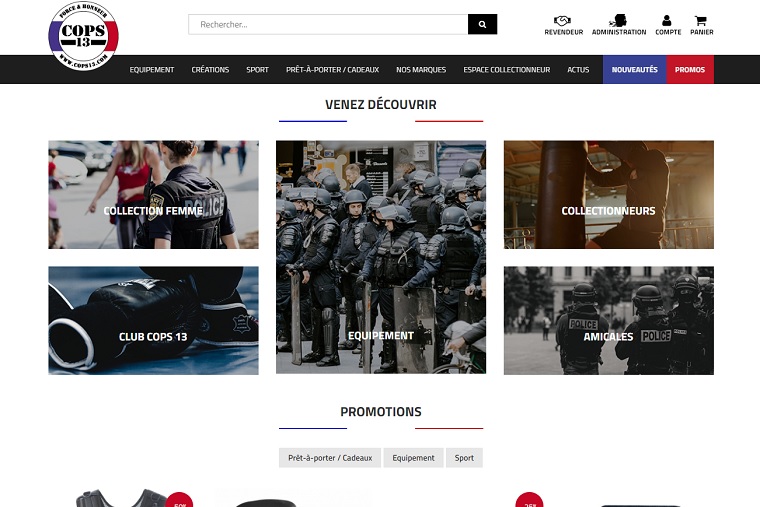 FORCE & HONNEUR
COPS
13
WWW.COPS13.COM
Rechercher...
REVENDEUR
ADMINISTRATION
COMPTE
PANIER
EQUIPEMENT
CRÉATIONS
SPORT
PRÊT-À-PORTER / CADEAUX
NOS MARQUES
ESPACE COLLECTIONNEUR
ACTUS
NOUVEAUTÉS
PROMOS
VENEZ DÉCOUVRIR
POLICE
COLLECTION FEMME
EQUIPEMENT
COLLECTIONNEURS
CLUB COPS 13
POLICE
POLICE
AMICALES
PROMOTIONS
Prêt-à-porter / Cadeaux
Equipement
Sport